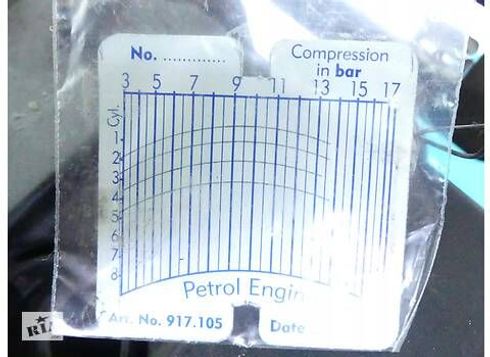 No. .............
Compression
in bar
3 5 7 9 11 13 15 17
Cyl.
1
2
3
4
5
6
7
8
Petrol Engin
Art. No. 917.105
Date
RIA